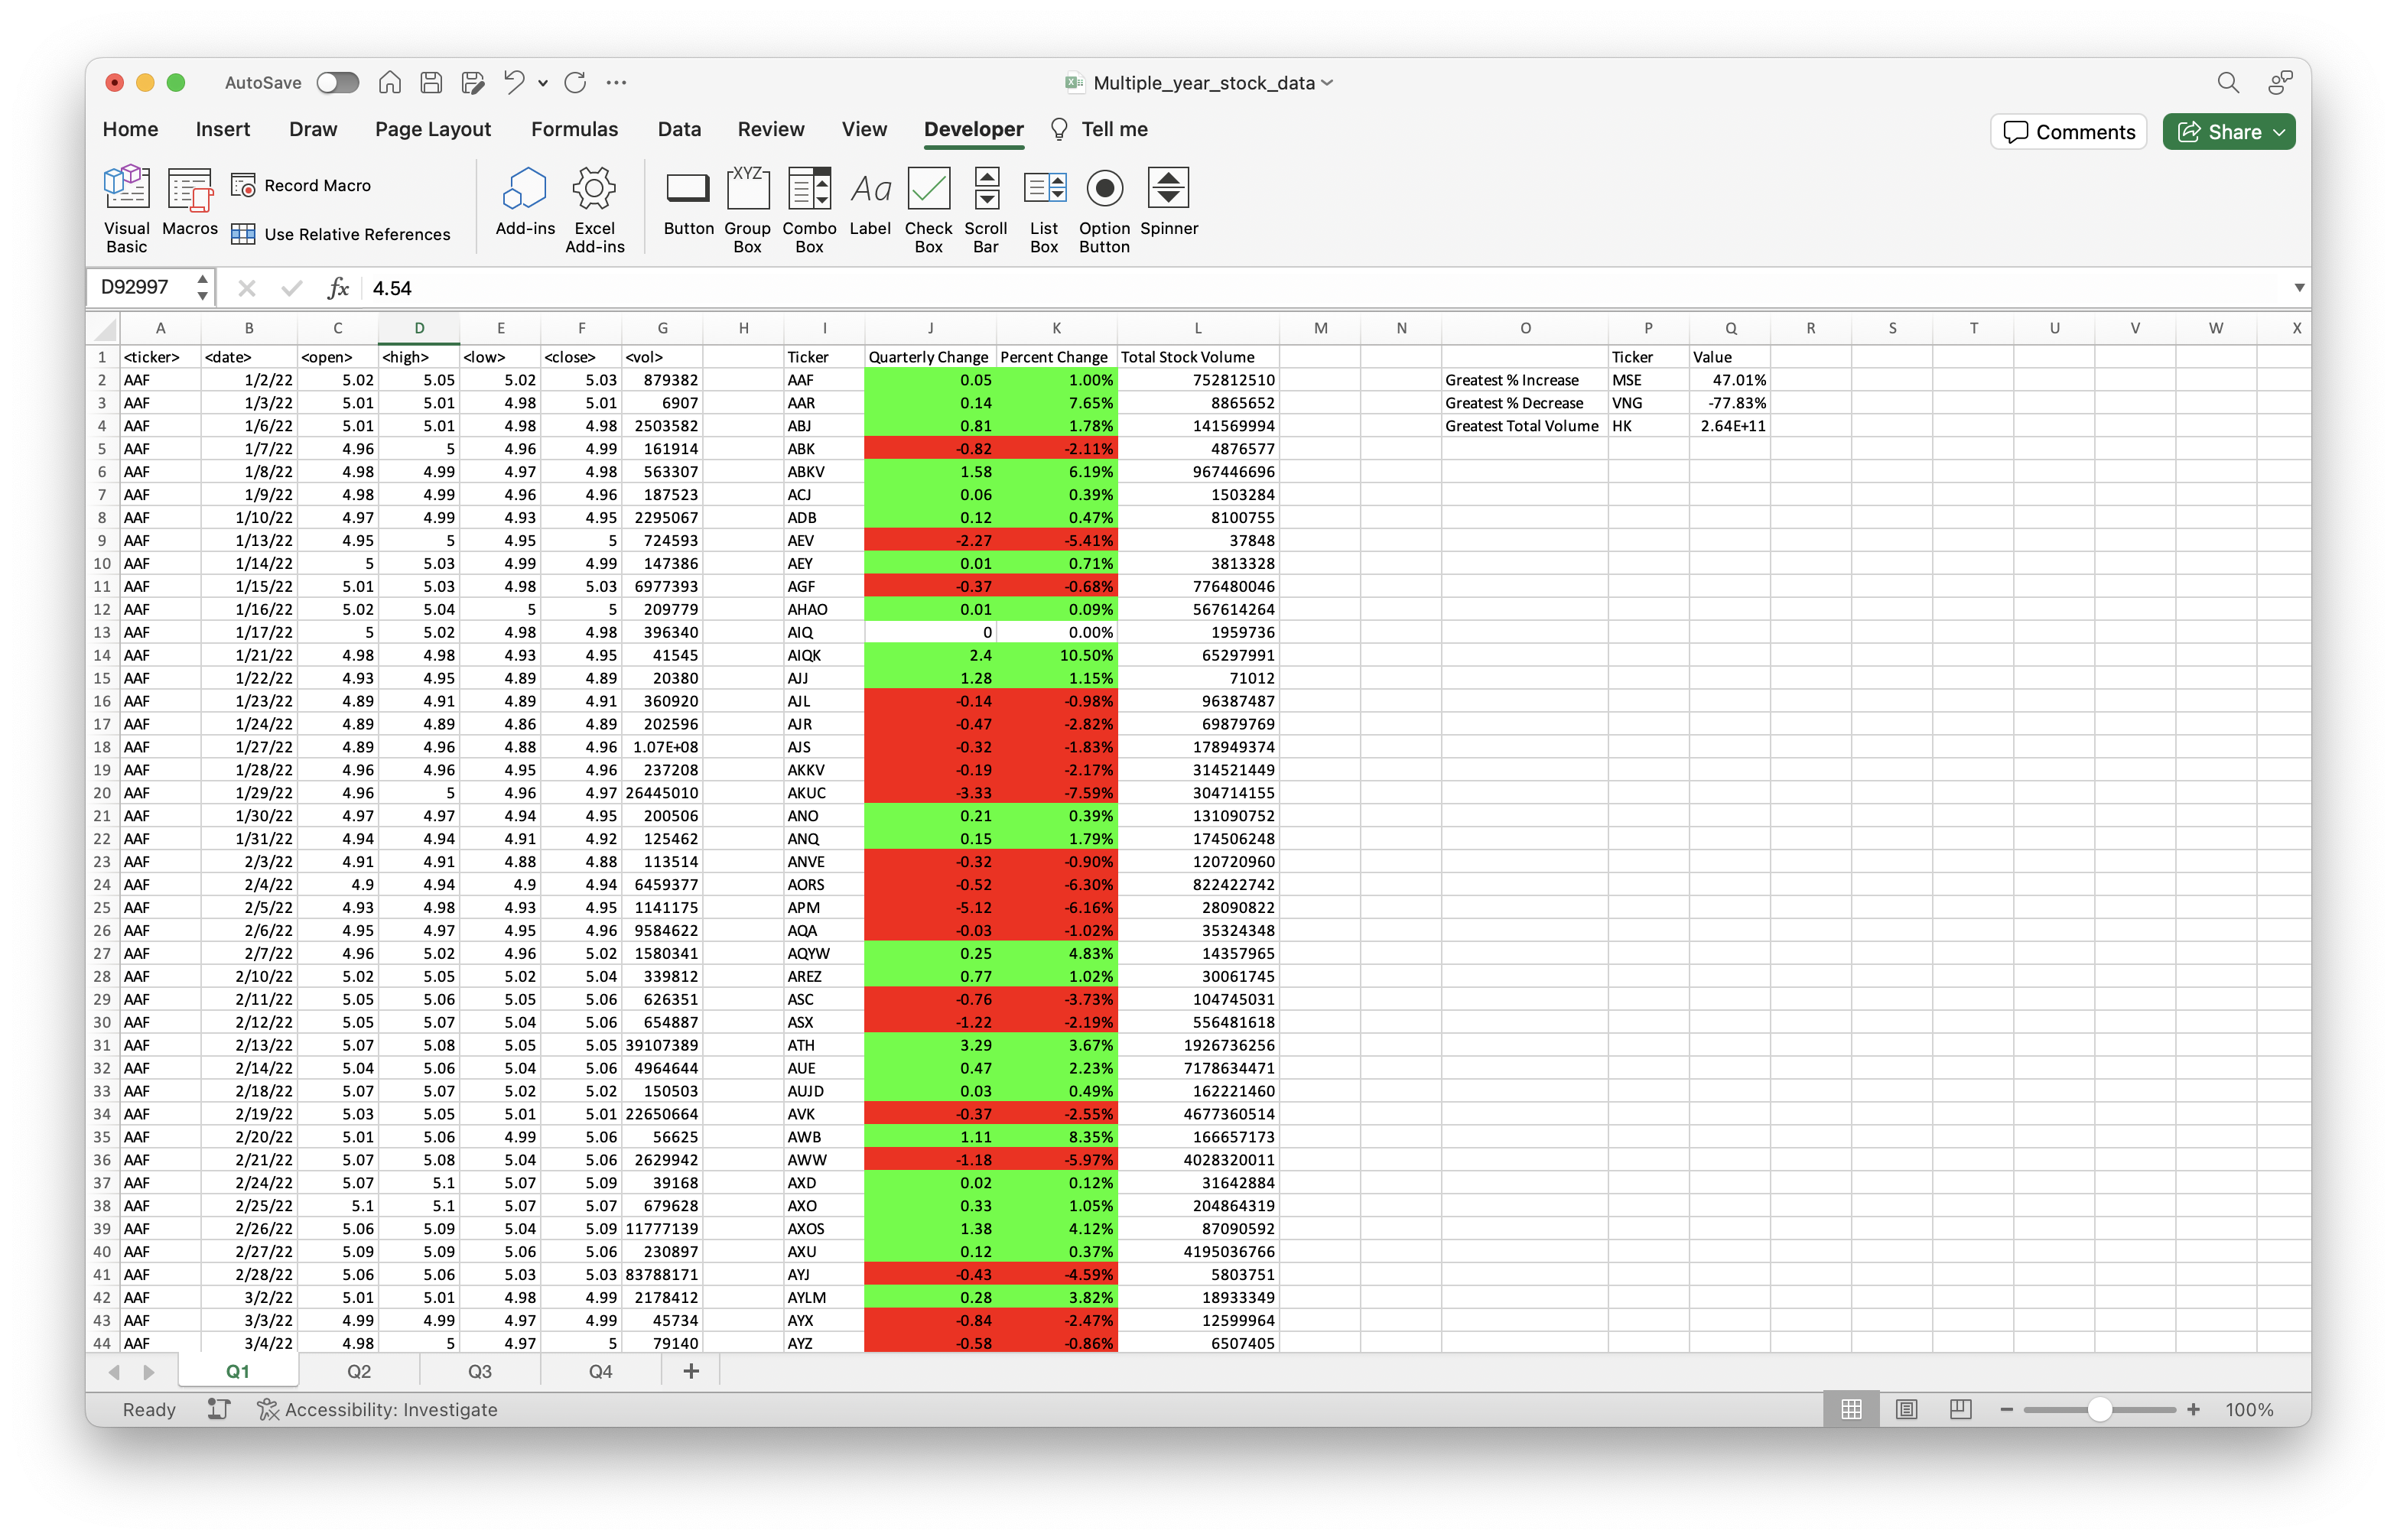 AutoSave Multiple_year_stock_data
Home Insert Draw Page Layout Formulas Data Review View Developer Tell me Comments Share
Visual Basic Macros Record Macro Use Relative References Add-ins Excel Add-ins Button Group Box Combo Box Label Check Box Scroll Bar List Box Option Button Spinner
XYZ Aa
D92997 fx 4.54
A B C D E F G H I J K L M N O P Q R S T U V W X
1 <ticker> <date> <open> <high> <low> <close> <vol> Ticker Quarterly Change Percent Change Total Stock Volume Ticker Value
2 AAF 1/2/22 5.02 5.05 5.02 5.03 879382 AAF 0.05 1.00% 752812510 Greatest % Increase MSE 47.01%
3 AAF 1/3/22 5.01 5.01 4.98 5.01 6907 AAR 0.14 7.65% 8865652 Greatest % Decrease VNG -77.83%
4 AAF 1/6/22 5.01 5.01 4.98 4.98 2503582 ABJ 0.81 1.78% 141569994 Greatest Total Volume HK 2.64E+11
5 AAF 1/7/22 4.96 5 4.96 4.99 161914 ABK -0.82 -2.11% 4876577
6 AAF 1/8/22 4.98 4.99 4.97 4.98 563307 ABKV 1.58 6.19% 967446696
7 AAF 1/9/22 4.98 4.99 4.96 4.96 187523 ACJ 0.06 0.39% 1503284
8 AAF 1/10/22 4.97 4.99 4.93 4.95 2295067 ADB 0.12 0.47% 8100755
9 AAF 1/13/22 4.95 5 4.95 5 724593 AEV -2.27 -5.41% 37848
10 AAF 1/14/22 5 5.03 4.99 4.99 147386 AEY 0.01 0.71% 3813328
11 AAF 1/15/22 5.01 5.03 4.98 5.03 6977393 AGF -0.37 -0.68% 776480046
12 AAF 1/16/22 5.02 5.04 5 5 209779 AHAO 0.01 0.09% 567614264
13 AAF 1/17/22 5 5.02 4.98 4.98 396340 AIQ 0 0.00% 1959736
14 AAF 1/21/22 4.98 4.98 4.93 4.95 41545 AIQK 2.4 10.50% 65297991
15 AAF 1/22/22 4.93 4.95 4.89 4.89 20380 AJJ 1.28 1.15% 71012
16 AAF 1/23/22 4.89 4.91 4.89 4.91 360920 AJL -0.14 -0.98% 96387487
17 AAF 1/24/22 4.89 4.89 4.86 4.89 202596 AJR -0.47 -2.82% 69879769
18 AAF 1/27/22 4.89 4.96 4.88 4.96 1.07E+08 AJS -0.32 -1.83% 178949374
19 AAF 1/28/22 4.96 4.96 4.95 4.96 237208 AKKV -0.19 -2.17% 314521449
20 AAF 1/29/22 4.96 5 4.96 4.97 26445010 AKUC -3.33 -7.59% 304714155
21 AAF 1/30/22 4.97 4.97 4.94 4.95 200506 ANO 0.21 0.39% 131090752
22 AAF 1/31/22 4.94 4.94 4.91 4.92 125462 ANQ 0.15 1.79% 174506248
23 AAF 2/3/22 4.91 4.91 4.88 4.88 113514 ANVE -0.32 -0.90% 120720960
24 AAF 2/4/22 4.9 4.94 4.9 4.94 6459377 AORS -0.52 -6.30% 822422742
25 AAF 2/5/22 4.93 4.98 4.93 4.95 1141175 APM -5.12 -6.16% 28090822
26 AAF 2/6/22 4.95 4.97 4.95 4.96 9584622 AQA -0.03 -1.02% 35324348
27 AAF 2/7/22 4.96 5.02 4.96 5.02 1580341 AQYW 0.25 4.83% 14357965
28 AAF 2/10/22 5.02 5.05 5.02 5.04 339812 AREZ 0.77 1.02% 30061745
29 AAF 2/11/22 5.05 5.06 5.05 5.06 626351 ASC -0.76 -3.73% 104745031
30 AAF 2/12/22 5.05 5.07 5.04 5.06 654887 ASX -1.22 -2.19% 556481618
31 AAF 2/13/22 5.07 5.08 5.05 5.05 39107389 ATH 3.29 3.67% 1926736256
32 AAF 2/14/22 5.04 5.06 5.04 5.06 4964644 AUE 0.47 2.23% 7178634471
33 AAF 2/18/22 5.07 5.07 5.02 5.02 150503 AUJD 0.03 0.49% 162221460
34 AAF 2/19/22 5.03 5.05 5.01 5.01 22650664 AVK -0.37 -2.55% 4677360514
35 AAF 2/20/22 5.01 5.06 4.99 5.06 56625 AWB 1.11 8.35% 166657173
36 AAF 2/21/22 5.07 5.08 5.04 5.06 2629942 AWW -1.18 -5.97% 4028320011
37 AAF 2/24/22 5.07 5.1 5.07 5.09 39168 AXD 0.02 0.12% 31642884
38 AAF 2/25/22 5.1 5.1 5.07 5.07 679628 AXO 0.33 1.05% 204864319
39 AAF 2/26/22 5.06 5.09 5.04 5.09 11777139 AXOS 1.38 4.12% 87090592
40 AAF 2/27/22 5.09 5.09 5.06 5.06 230897 AXU 0.12 0.37% 4195036766
41 AAF 2/28/22 5.06 5.06 5.03 5.03 83788171 AYJ -0.43 -4.59% 5803751
42 AAF 3/2/22 5.01 5.01 4.98 4.99 2178412 AYLM 0.28 3.82% 18933349
43 AAF 3/3/22 4.99 4.99 4.97 4.99 45734 AYX -0.84 -2.47% 12599964
44 AAF 3/4/22 4.98 5 4.97 5 79140 AYZ -0.58 -0.86% 6507405
Q1 Q2 Q3 Q4 +
Ready Accessibility: Investigate 100%